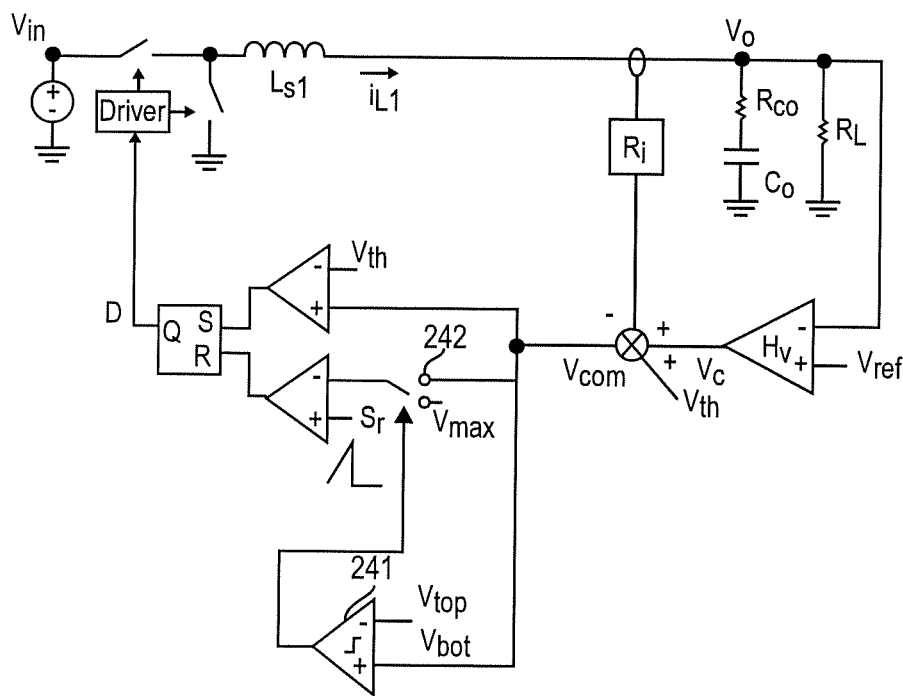 Vin
+
-
Driver
Ls1
iL1
Vo
Rco
RL
Ri
Co
D
Q
S
R
-
+
Vth
-
+
Sr
242
Vmax
Vcom
-
+
+
Vc
Vth
Hv
-
+
Vref
241
-
+
Vtop
Vbot